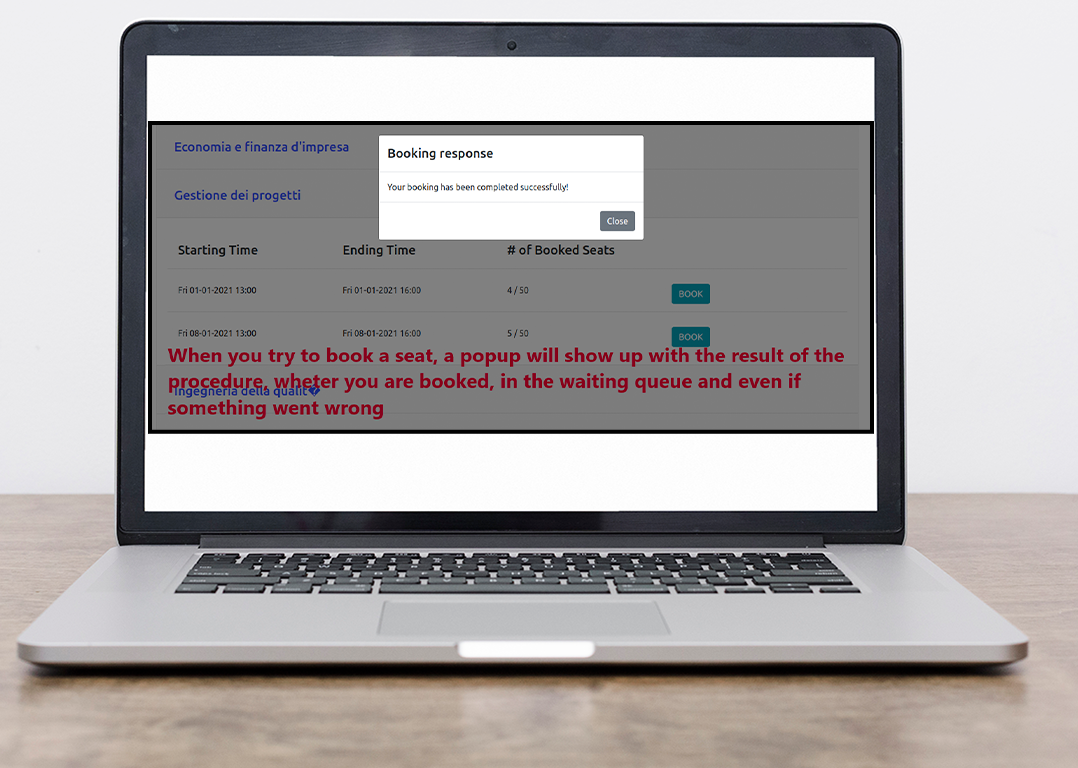 Economia e finanza d'impresa
Booking response
Your booking has been completed successfully!
Gestione dei progetti
Close
Starting Time Ending Time # of Booked Seats
Fri 01-01-2021 13:00 Fri 01-01-2021 16:00 4 / 50 BOOK
Fri 08-01-2021 13:00 Fri 08-01-2021 16:00 5 / 50 BOOK
When you try to book a seat, a popup will show up with the result of the
procedure, wheter you are booked, in the waiting queue and even if
Ingegneria della qualit�
something went wrong